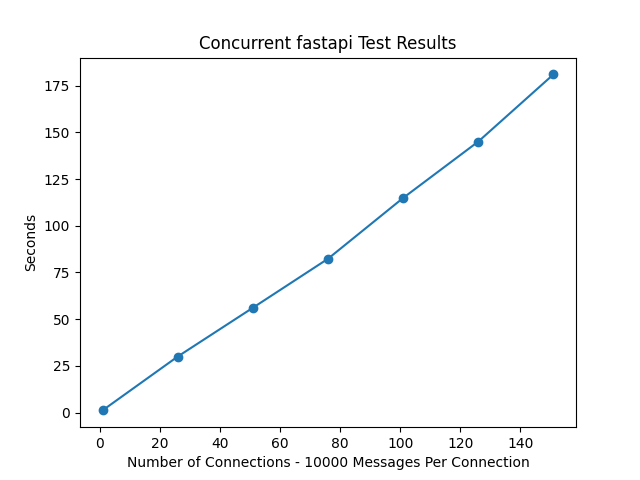 Concurrent fastapi Test Results
175
150
125
100
75
50
25
0
Seconds
0 20 40 60 80 100 120 140
Number of Connections - 10000 Messages Per Connection